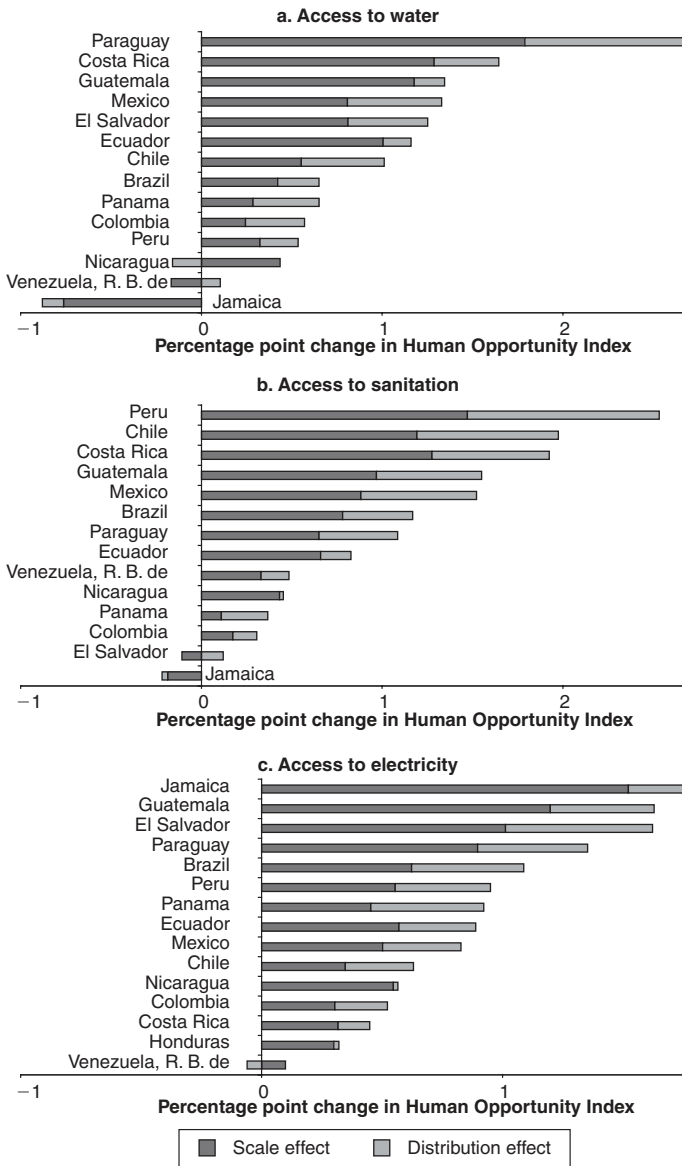 a. Access to water
Paraguay
Costa Rica
Guatemala
Mexico
El Salvador
Ecuador
Chile
Brazil
Panama
Colombia
Peru
Nicaragua
Venezuela, R. B. de
Jamaica
−1 0 1 2
Percentage point change in Human Opportunity Index
b. Access to sanitation
Peru
Chile
Costa Rica
Guatemala
Mexico
Brazil
Paraguay
Ecuador
Venezuela, R. B. de
Nicaragua
Panama
Colombia
El Salvador
Jamaica
−1 0 1 2
Percentage point change in Human Opportunity Index
c. Access to electricity
Jamaica
Guatemala
El Salvador
Paraguay
Brazil
Peru
Panama
Ecuador
Mexico
Chile
Nicaragua
Colombia
Costa Rica
Honduras
Venezuela, R. B. de
−1 0 1
Percentage point change in Human Opportunity Index
Scale effect Distribution effect